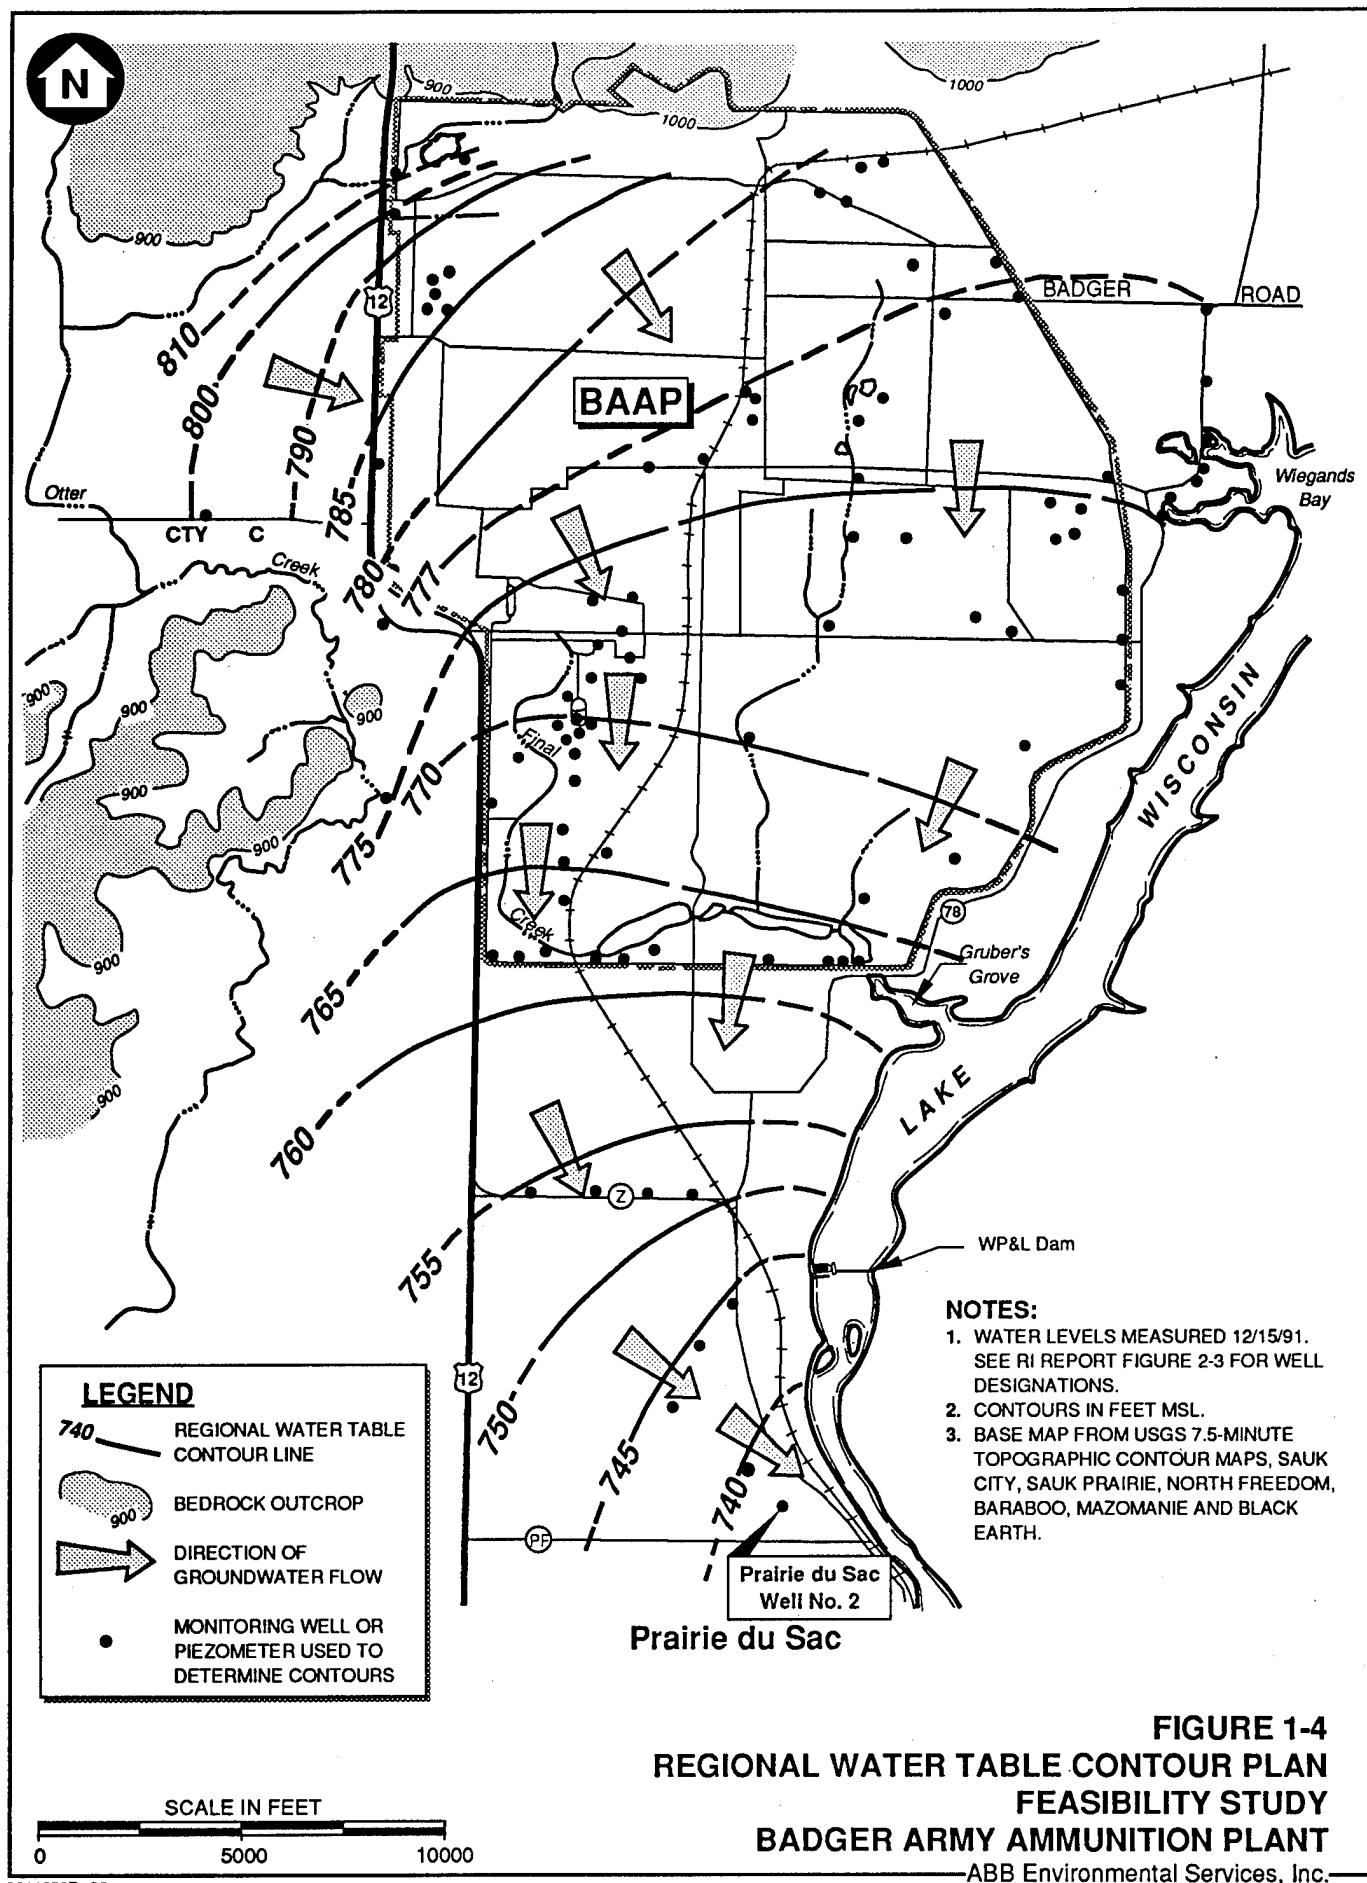 N
900
1000
1000
900
12
810
800
790
785
780
777
BADGER ROAD
BAAP
Wiegands
Bay
Otter
CTY C
Creek
900
900
900
900
900
900
900
Final
770
775
WISCONSIN
Creek
78
Gruber's
Grove
765
LAKE
760
Z
755
WP&L Dam
NOTES:
1. WATER LEVELS MEASURED 12/15/91.
SEE RI REPORT FIGURE 2-3 FOR WELL
DESIGNATIONS.
2. CONTOURS IN FEET MSL.
3. BASE MAP FROM USGS 7.5-MINUTE
TOPOGRAPHIC CONTOUR MAPS, SAUK
CITY, SAUK PRAIRIE, NORTH FREEDOM,
BARABOO, MAZOMANIE AND BLACK
EARTH.
12
750
745
740
PF
Prairie du Sac
Well No. 2
Prairie du Sac
LEGEND
740
REGIONAL WATER TABLE
CONTOUR LINE
900
BEDROCK OUTCROP
DIRECTION OF
GROUNDWATER FLOW
MONITORING WELL OR
PIEZOMETER USED TO
DETERMINE CONTOURS
SCALE IN FEET
0 5000 10000
FIGURE 1-4
REGIONAL WATER TABLE CONTOUR PLAN
FEASIBILITY STUDY
BADGER ARMY AMMUNITION PLANT
ABB Environmental Services, Inc.